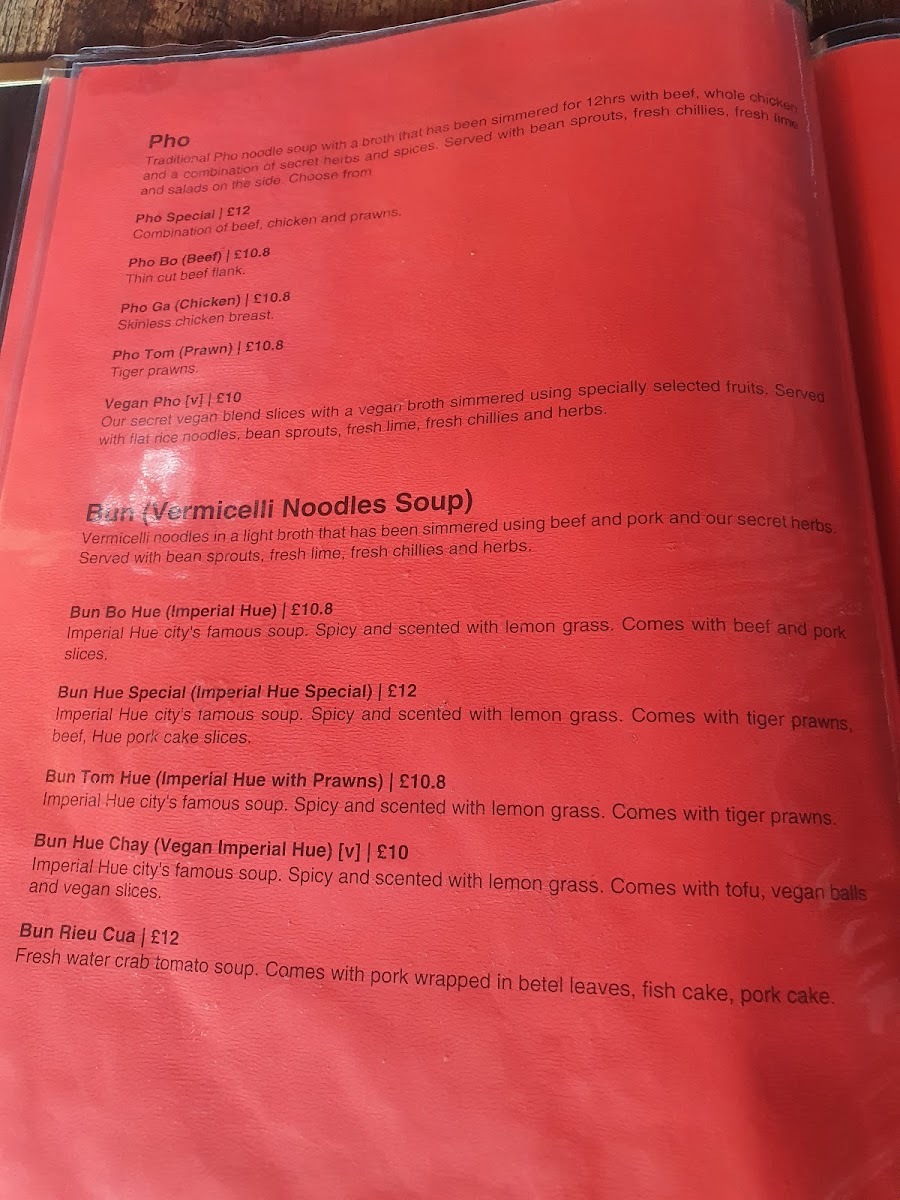 Pho
Traditional Pho noodle soup with a broth that has been simmered for 12hrs with beef, whole chicken
and a combination of secret herbs and spices. Served with bean sprouts, fresh chillies, fresh lime
and salads on the side. Choose from
Pho Special | £12
Combination of beef, chicken and prawns.
Pho Bo (Beef) | £10.8
Thin cut beef flank.
Pho Ga (Chicken) | £10.8
Skinless chicken breast.
Pho Tom (Prawn) | £10.8
Tiger prawns.
Vegan Pho [v] | £10
Our secret vegan blend slices with a vegan broth simmered using specially selected fruits. Served
with flat rice noodles, bean sprouts, fresh lime, fresh chillies and herbs.
Bun (Vermicelli Noodles Soup)
Vermicelli noodles in a light broth that has been simmered using beef and pork and our secret herbs.
Served with bean sprouts, fresh lime, fresh chillies and herbs.
Bun Bo Hue (Imperial Hue) | £10.8
Imperial Hue city's famous soup. Spicy and scented with lemon grass. Comes with beef and pork
slices.
Bun Hue Special (Imperial Hue Special) | £12
Imperial Hue city's famous soup. Spicy and scented with lemon grass. Comes with tiger prawns,
beef, Hue pork cake slices.
Bun Tom Hue (Imperial Hue with Prawns) | £10.8
Imperial Hue city's famous soup. Spicy and scented with lemon grass. Comes with tiger prawns.
Bun Hue Chay (Vegan Imperial Hue) [v] | £10
Imperial Hue city's famous soup. Spicy and scented with lemon grass. Comes with tofu, vegan balls
and vegan slices.
Bun Rieu Cua | £12
Fresh water crab tomato soup. Comes with pork wrapped in betel leaves, fish cake, pork cake.